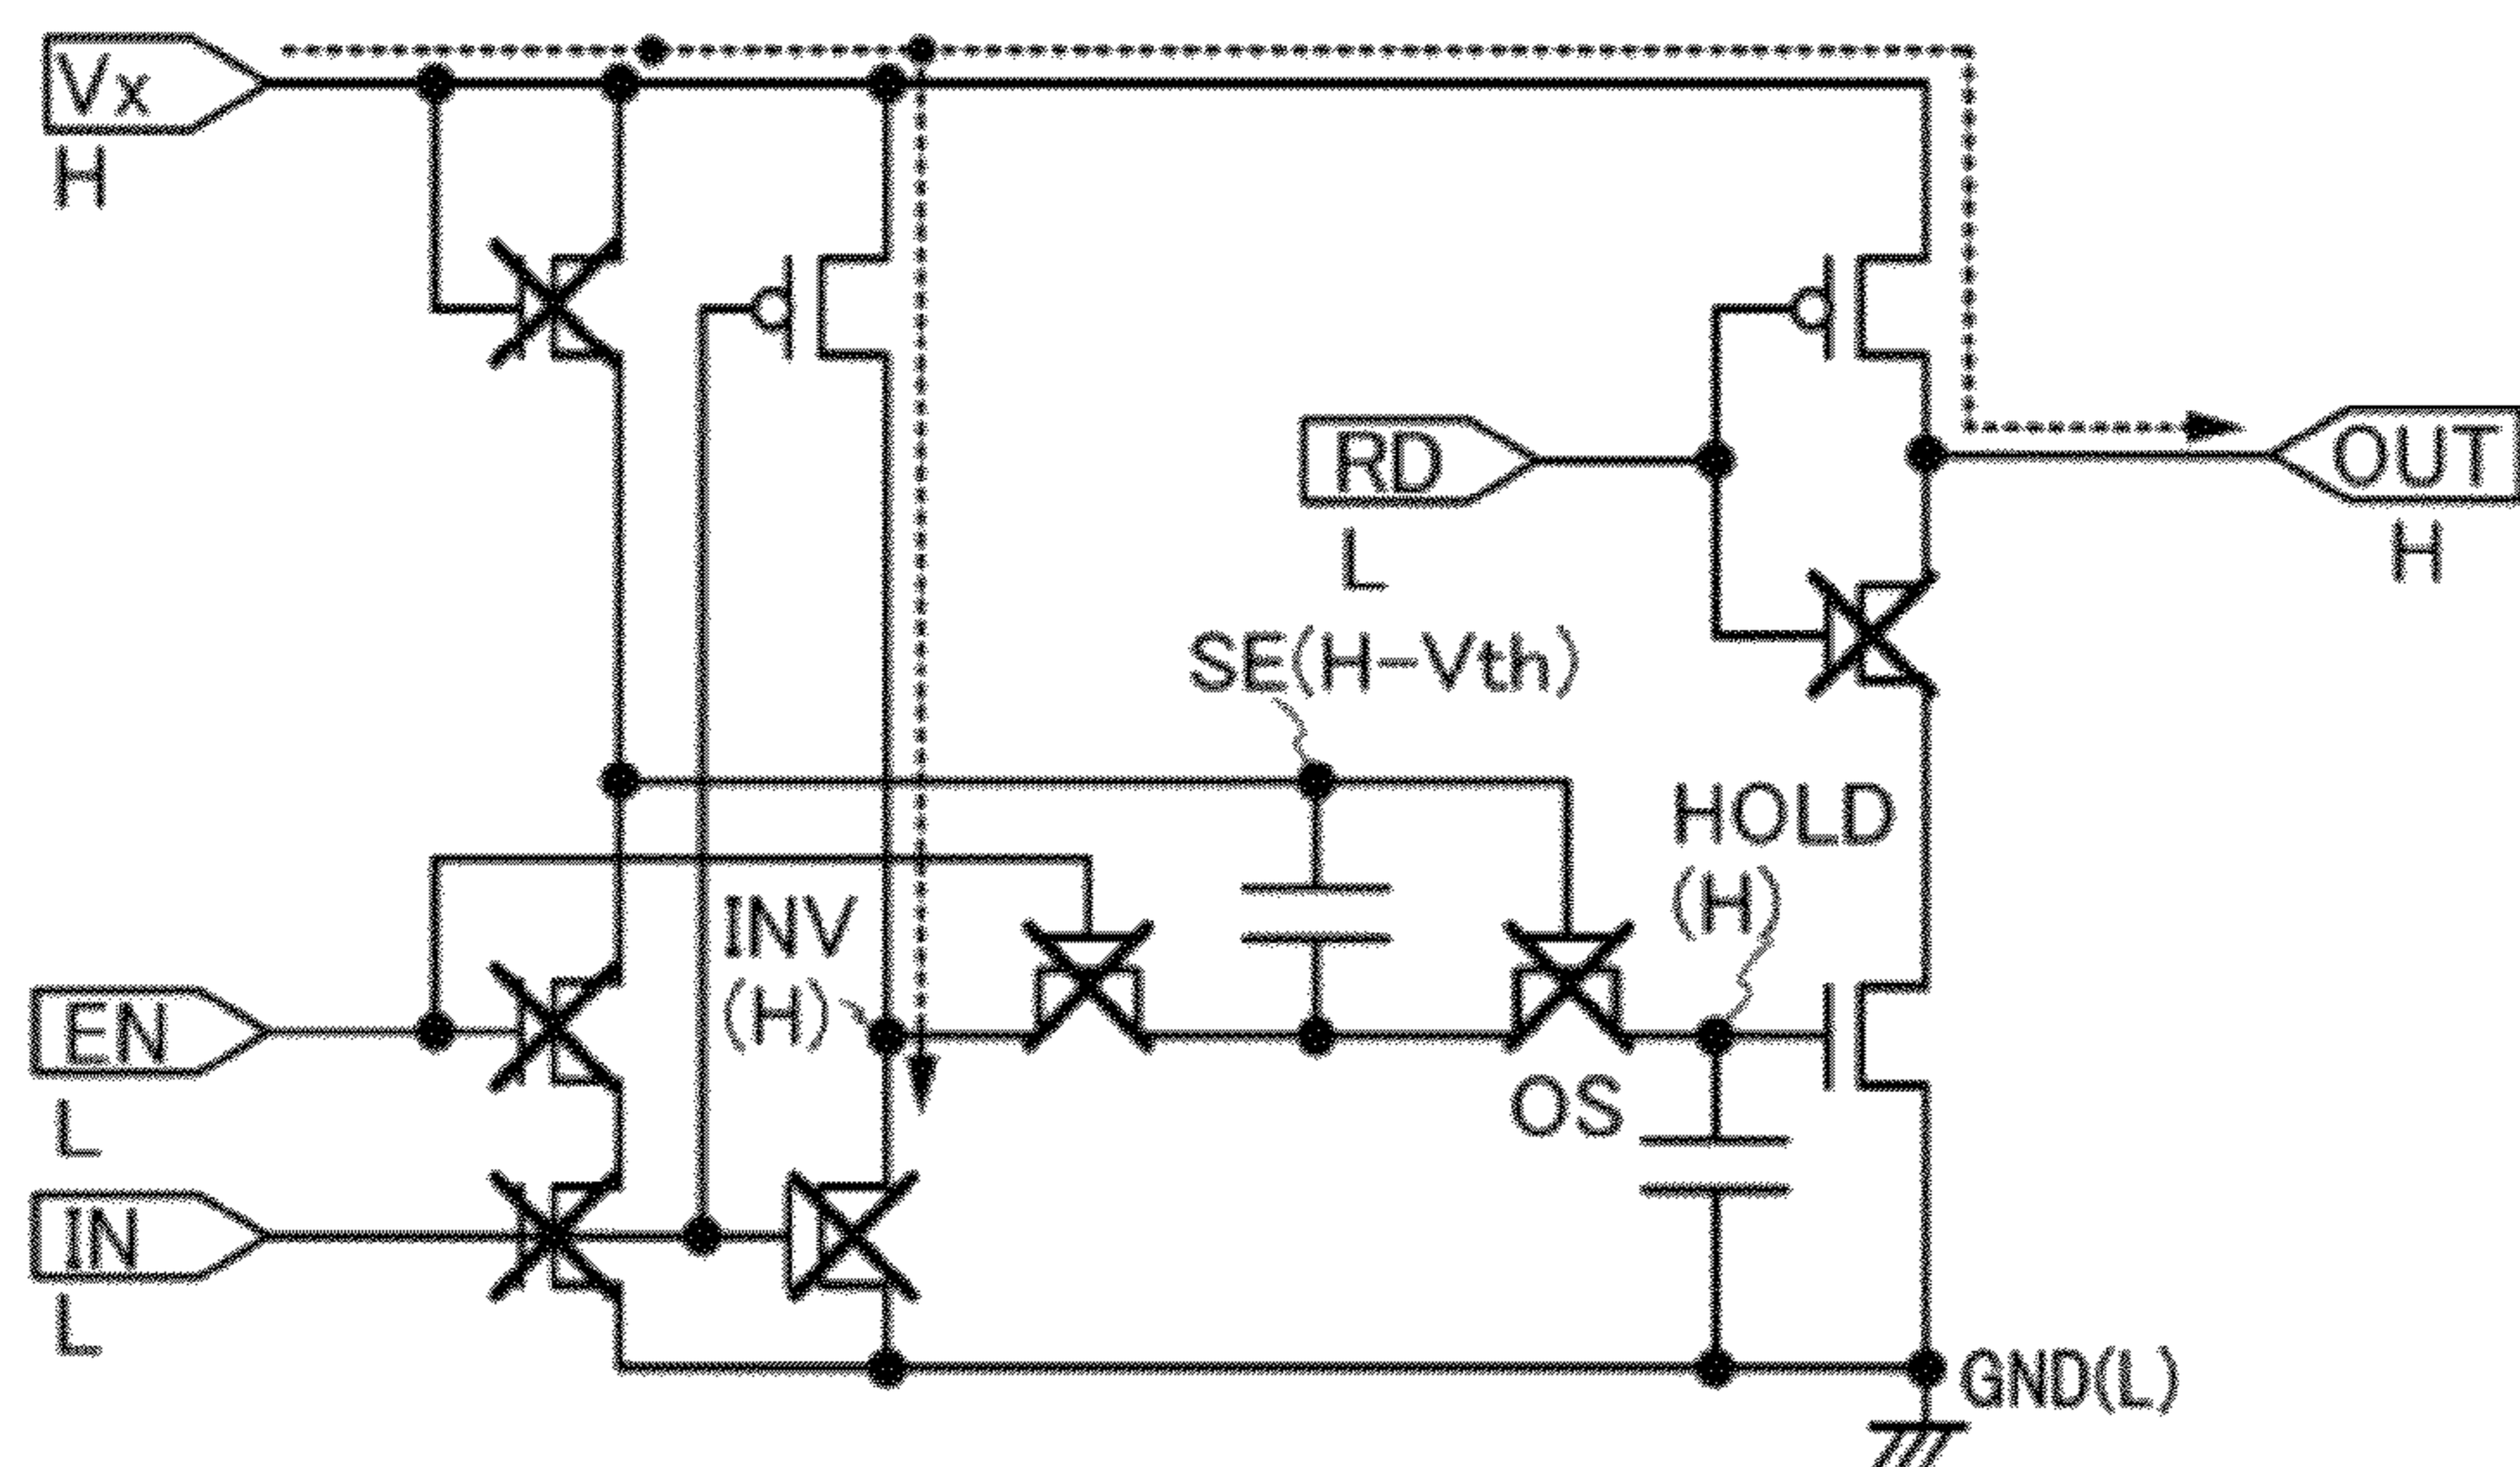 Vx
H
RD
L
OUT
H
SE(H-Vth)
HOLD
(H)
INV
(H)
EN
L
OS
IN
L
GND(L)